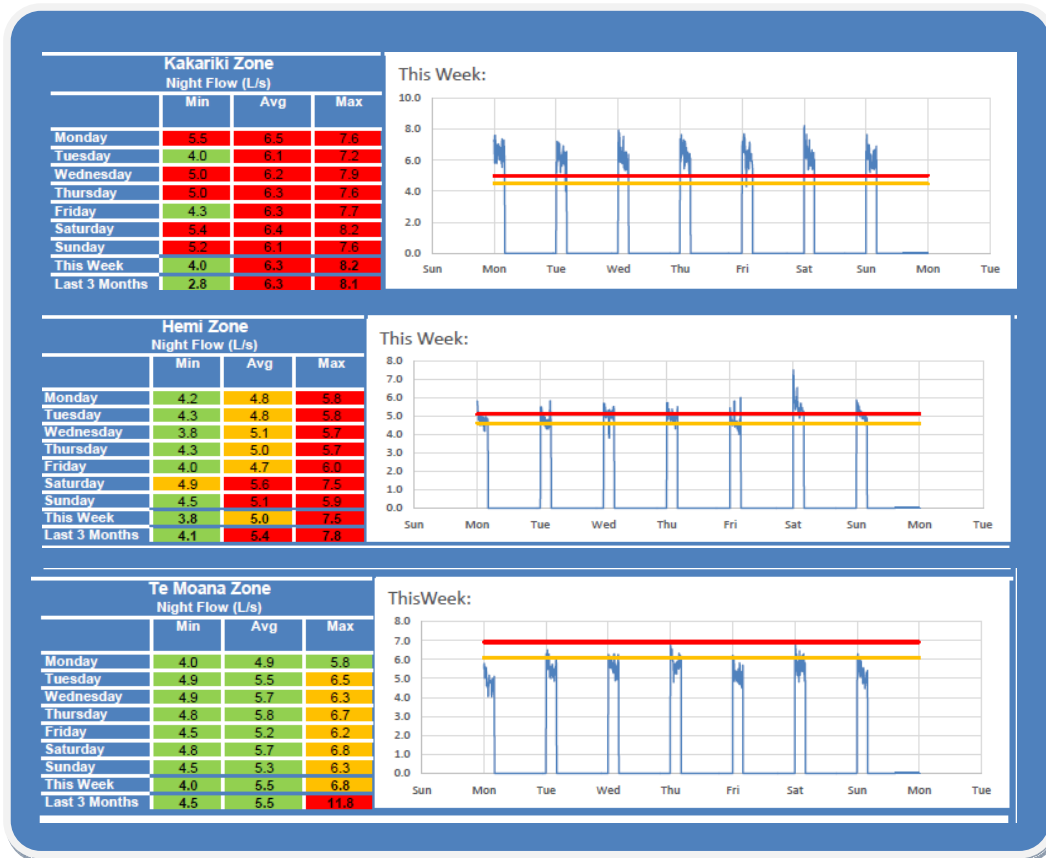 Kakariki Zone
Night Flow (L/s)
Min Avg Max
Monday 5.5 6.5 7.6
Tuesday 4.0 6.1 7.2
Wednesday 5.0 6.2 7.9
Thursday 5.0 6.3 7.6
Friday 4.3 6.3 7.7
Saturday 5.4 6.4 8.2
Sunday 5.2 6.1 7.6
This Week 4.0 6.3 8.2
Last 3 Months 2.8 6.3 8.1
This Week:
10.0
8.0
6.0
4.0
2.0
0.0
Sun Mon Tue Wed Thu Fri Sat Sun Mon Tue
Hemi Zone
Night Flow (L/s)
Min Avg Max
Monday 4.2 4.8 5.8
Tuesday 4.3 4.8 5.8
Wednesday 3.8 5.1 5.7
Thursday 4.3 5.0 5.7
Friday 4.0 4.7 6.0
Saturday 4.9 5.6 7.5
Sunday 4.5 5.1 5.9
This Week 3.8 5.0 7.5
Last 3 Months 4.1 5.4 7.8
This Week:
8.0
7.0
6.0
5.0
4.0
3.0
2.0
1.0
0.0
Sun Mon Tue Wed Thu Fri Sat Sun Mon Tue
Te Moana Zone
Night Flow (L/s)
Min Avg Max
Monday 4.0 4.9 5.8
Tuesday 4.9 5.5 6.5
Wednesday 4.9 5.7 6.3
Thursday 4.8 5.8 6.7
Friday 4.5 5.2 6.2
Saturday 4.8 5.7 6.8
Sunday 4.5 5.3 6.3
This Week 4.0 5.5 6.8
Last 3 Months 4.5 5.5 11.8
ThisWeek:
8.0
7.0
6.0
5.0
4.0
3.0
2.0
1.0
0.0
Sun Mon Tue Wed Thu Fri Sat Sun Mon Tue